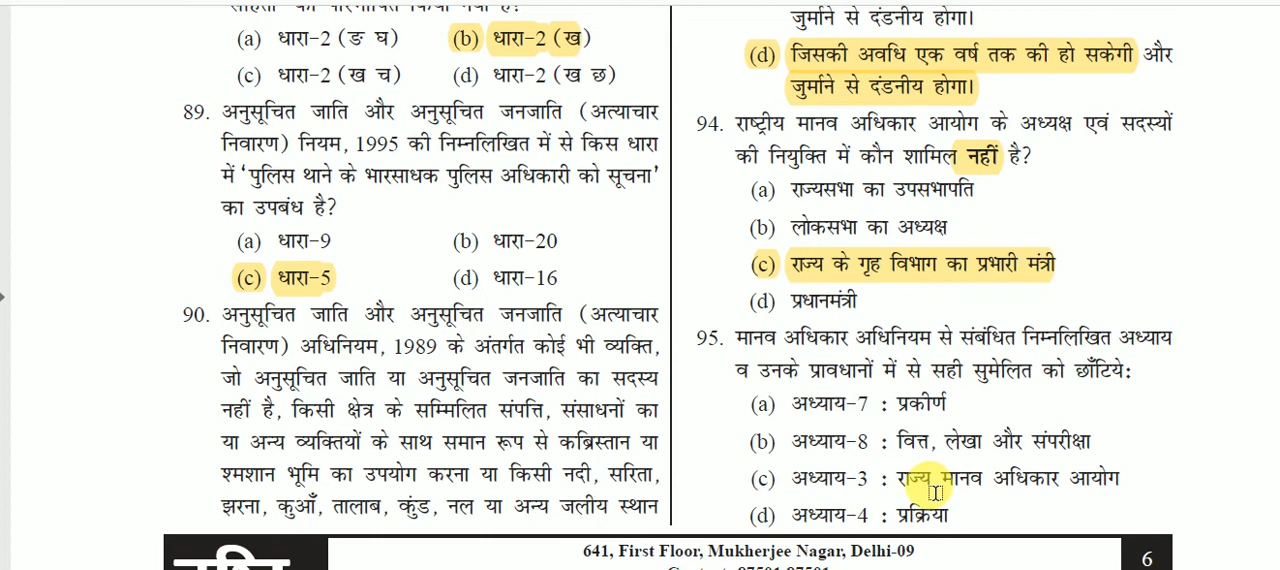 (a) धारा-2 (ङ घ) (b) धारा-2 (ख)
(c) धारा-2 (ख च) (d) धारा-2 (ख छ)
89. अनुसूचित जाति और अनुसूचित जनजाति (अत्याचार
निवारण) नियम, 1995 की निम्नलिखित में से किस धारा
में ‘पुलिस थाने के भारसाधक पुलिस अधिकारी को सूचना’
का उपबंध है?
(a) धारा-9 (b) धारा-20
(c) धारा-5 (d) धारा-16
90. अनुसूचित जाति और अनुसूचित जनजाति (अत्याचार
निवारण) अधिनियम, 1989 के अंतर्गत कोई भी व्यक्ति,
जो अनुसूचित जाति या अनुसूचित जनजाति का सदस्य
नहीं है, किसी क्षेत्र के सम्मिलित संपत्ति, संसाधनों का
या अन्य व्यक्तियों के साथ समान रूप से कब्रिस्तान या
श्मशान भूमि का उपयोग करना या किसी नदी, सरिता,
झरना, कुआँ, तालाब, कुंड, नल या अन्य जलीय स्थान
जुर्माने से दंडनीय होगा।
(d) जिसकी अवधि एक वर्ष तक की हो सकेगी और
जुर्माने से दंडनीय होगा।
94. राष्ट्रीय मानव अधिकार आयोग के अध्यक्ष एवं सदस्यों
की नियुक्ति में कौन शामिल नहीं है?
(a) राज्यसभा का उपसभापति
(b) लोकसभा का अध्यक्ष
(c) राज्य के गृह विभाग का प्रभारी मंत्री
(d) प्रधानमंत्री
95. मानव अधिकार अधिनियम से संबंधित निम्नलिखित अध्याय
व उनके प्रावधानों में से सही सुमेलित को छाँटिये:
(a) अध्याय-7 : प्रकीर्ण
(b) अध्याय-8 : वित्त, लेखा और संपरीक्षा
(c) अध्याय-3 : राज्य मानव अधिकार आयोग
(d) अध्याय-4 : प्रक्रिया
641, First Floor, Mukherjee Nagar, Delhi-09
6